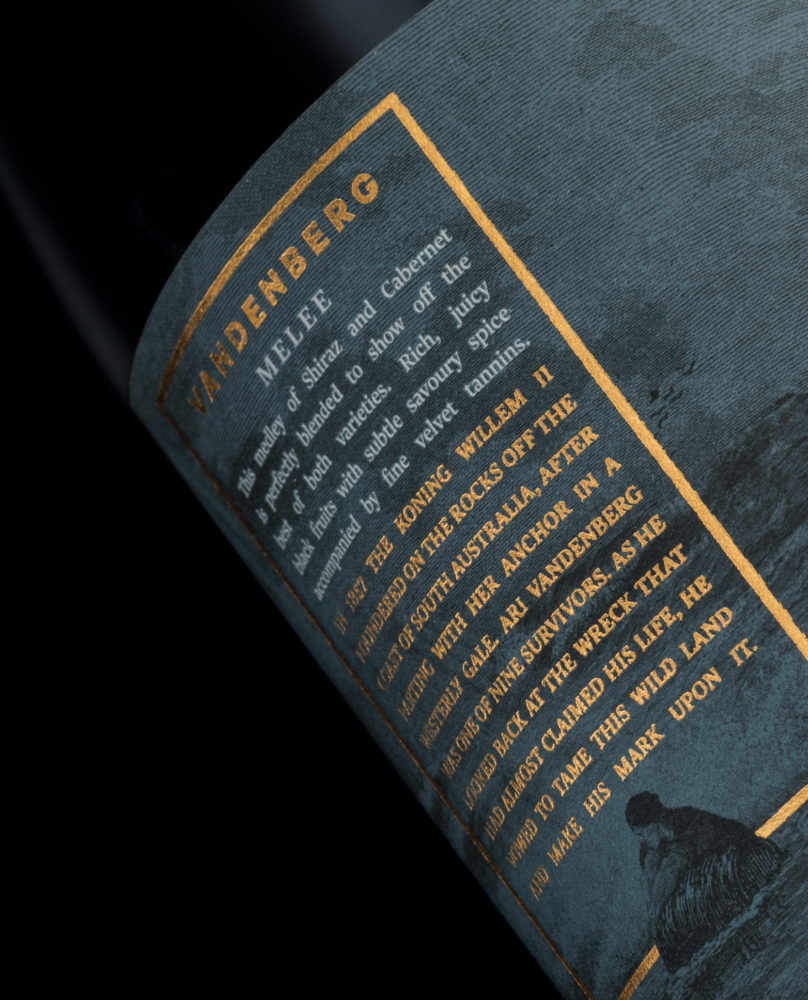 VANDENBERG
MELEE
This medley of Shiraz and Cabernet
is perfectly blended to show off the
best of both varieties. Rich, juicy
black fruits with subtle savoury spice
accompanied by fine velvet tannins.
IN 1857 THE KONING WILLEM II
FOUNDERED ON THE ROCKS OFF THE
COAST OF SOUTH AUSTRALIA, AFTER
PARTING WITH HER ANCHOR IN A
WESTERLY GALE. ARI VANDENBERG
WAS ONE OF NINE SURVIVORS. AS HE
LOOKED BACK AT THE WRECK THAT
HAD ALMOST CLAIMED HIS LIFE, HE
VOWED TO TAME THIS WILD LAND
AND MAKE HIS MARK UPON IT.